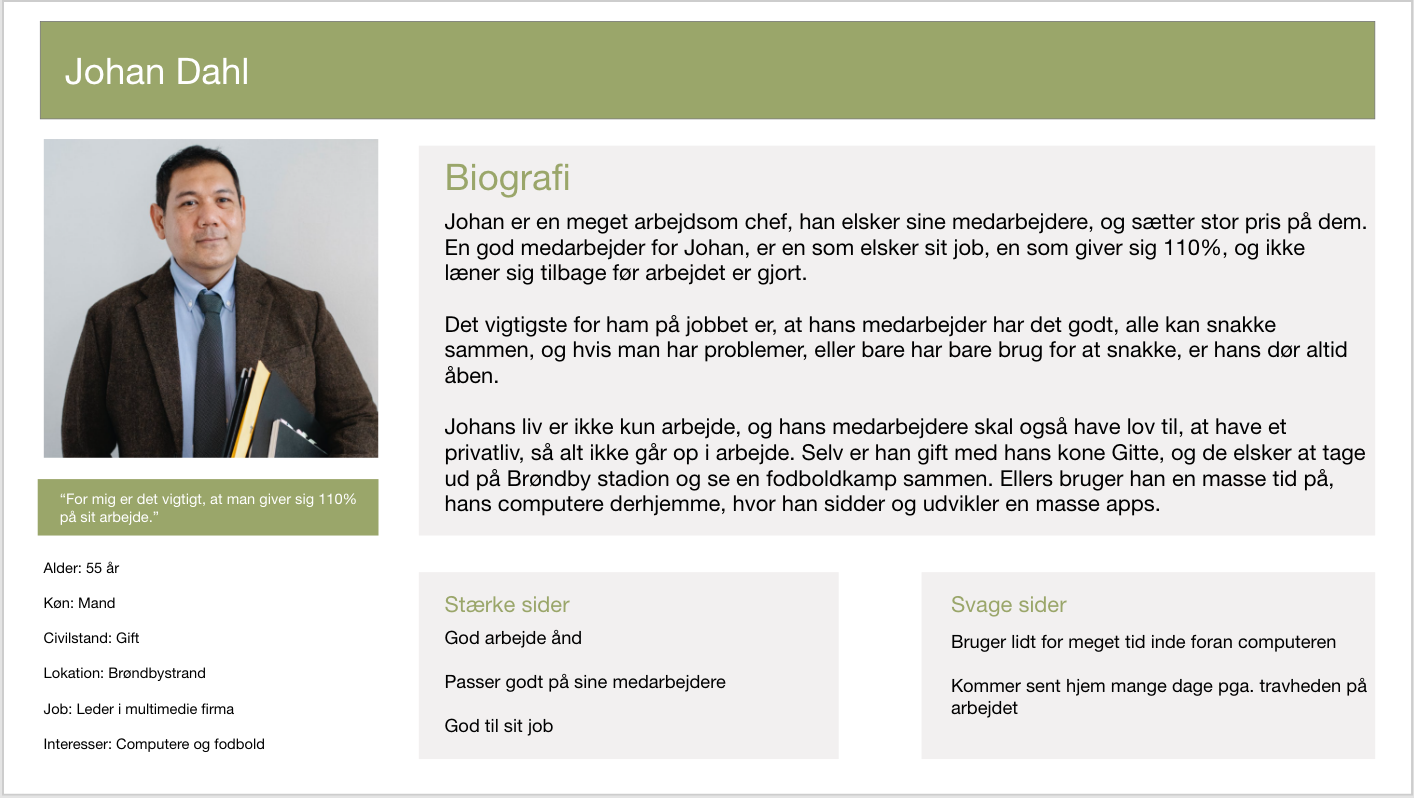 Johan Dahl
Biografi
Johan er en meget arbejdsom chef, han elsker sine medarbejdere, og sætter stor pris på dem.
En god medarbejder for Johan, er en som elsker sit job, en som giver sig 110%, og ikke
læner sig tilbage før arbejdet er gjort.
Det vigtigste for ham på jobbet er, at hans medarbejder har det godt, alle kan snakke
sammen, og hvis man har problemer, eller bare har bare brug for at snakke, er hans dør altid
åben.
Johans liv er ikke kun arbejde, og hans medarbejdere skal også have lov til, at have et
privatliv, så alt ikke går op i arbejde. Selv er han gift med hans kone Gitte, og de elsker at tage
ud på Brøndby stadion og se en fodboldkamp sammen. Ellers bruger han en masse tid på,
hans computere derhjemme, hvor han sidder og udvikler en masse apps.
“For mig er det vigtigt, at man giver sig 110%
på sit arbejde.”
Alder: 55 år
Køn: Mand
Civilstand: Gift
Lokation: Brøndbystrand
Job: Leder i multimedie firma
Interesser: Computere og fodbold
Stærke sider
God arbejde ånd
Passer godt på sine medarbejdere
God til sit job
Svage sider
Bruger lidt for meget tid inde foran computeren
Kommer sent hjem mange dage pga. travheden på
arbejdet